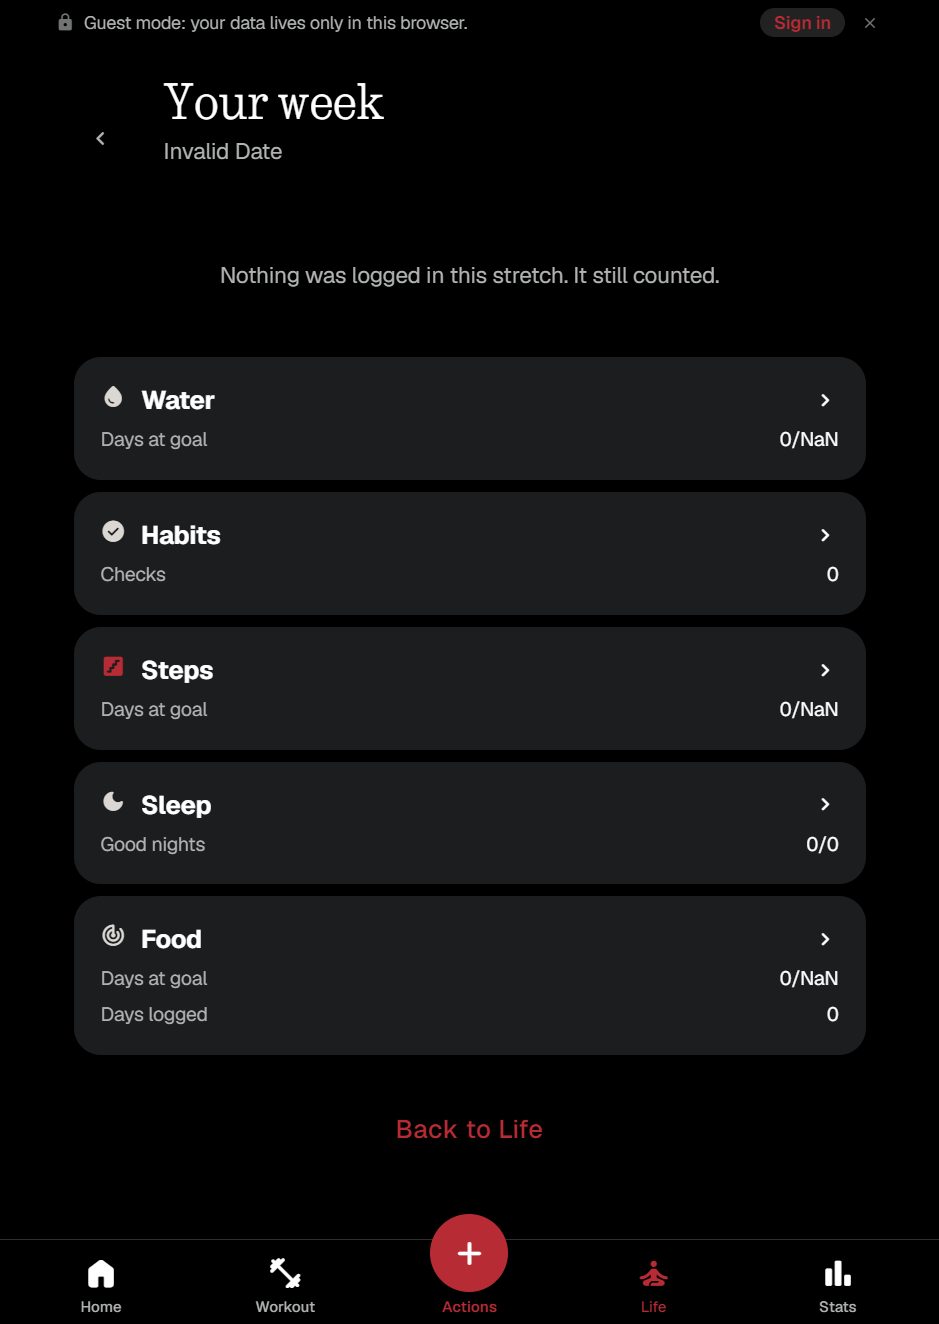 Guest mode: your data lives only in this browser.
Sign in
Your week
Invalid Date
Nothing was logged in this stretch. It still counted.
Water
Days at goal
0/NaN
Habits
Checks
0
Steps
Days at goal
0/NaN
Sleep
Good nights
0/0
Food
Days at goal
0/NaN
Days logged
0
Back to Life
Home
Workout
Actions
Life
Stats